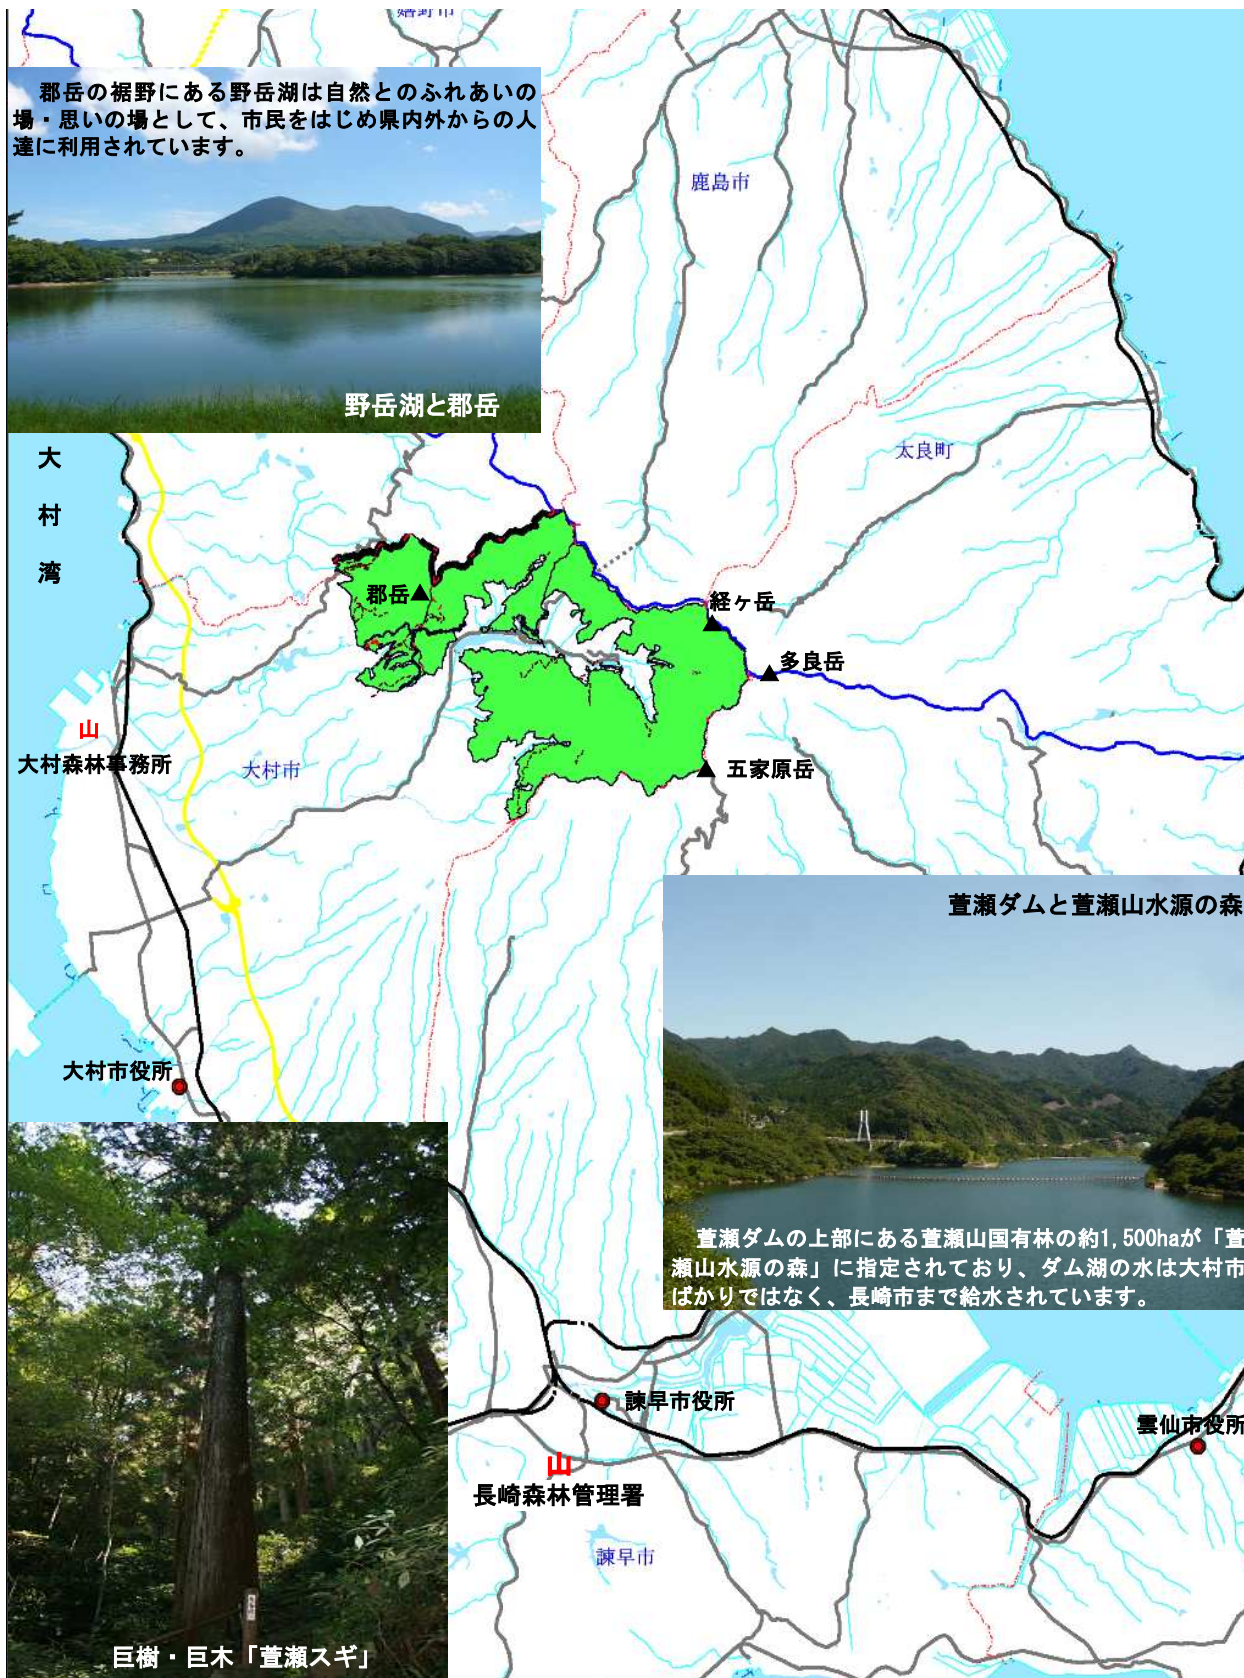 嬉野市
郡岳の裾野にある野岳湖は自然とのふれあいの
場・思いの場として、市民をはじめ県内外からの人
達に利用されています。
野岳湖と郡岳
鹿島市
太良町
大
村
湾
郡岳
経ヶ岳
多良岳
山
大村森林事務所
大村市
五家原岳
萱瀬ダムと萱瀬山水源の森
大村市役所
萱瀬ダムの上部にある萱瀬山国有林の約1,500haが「萱
瀬山水源の森」に指定されており、ダム湖の水は大村市
ばかりではなく、長崎市まで給水されています。
諫早市役所
雲仙市役所
山
長崎森林管理署
諫早市
巨樹・巨木「萱瀬スギ」